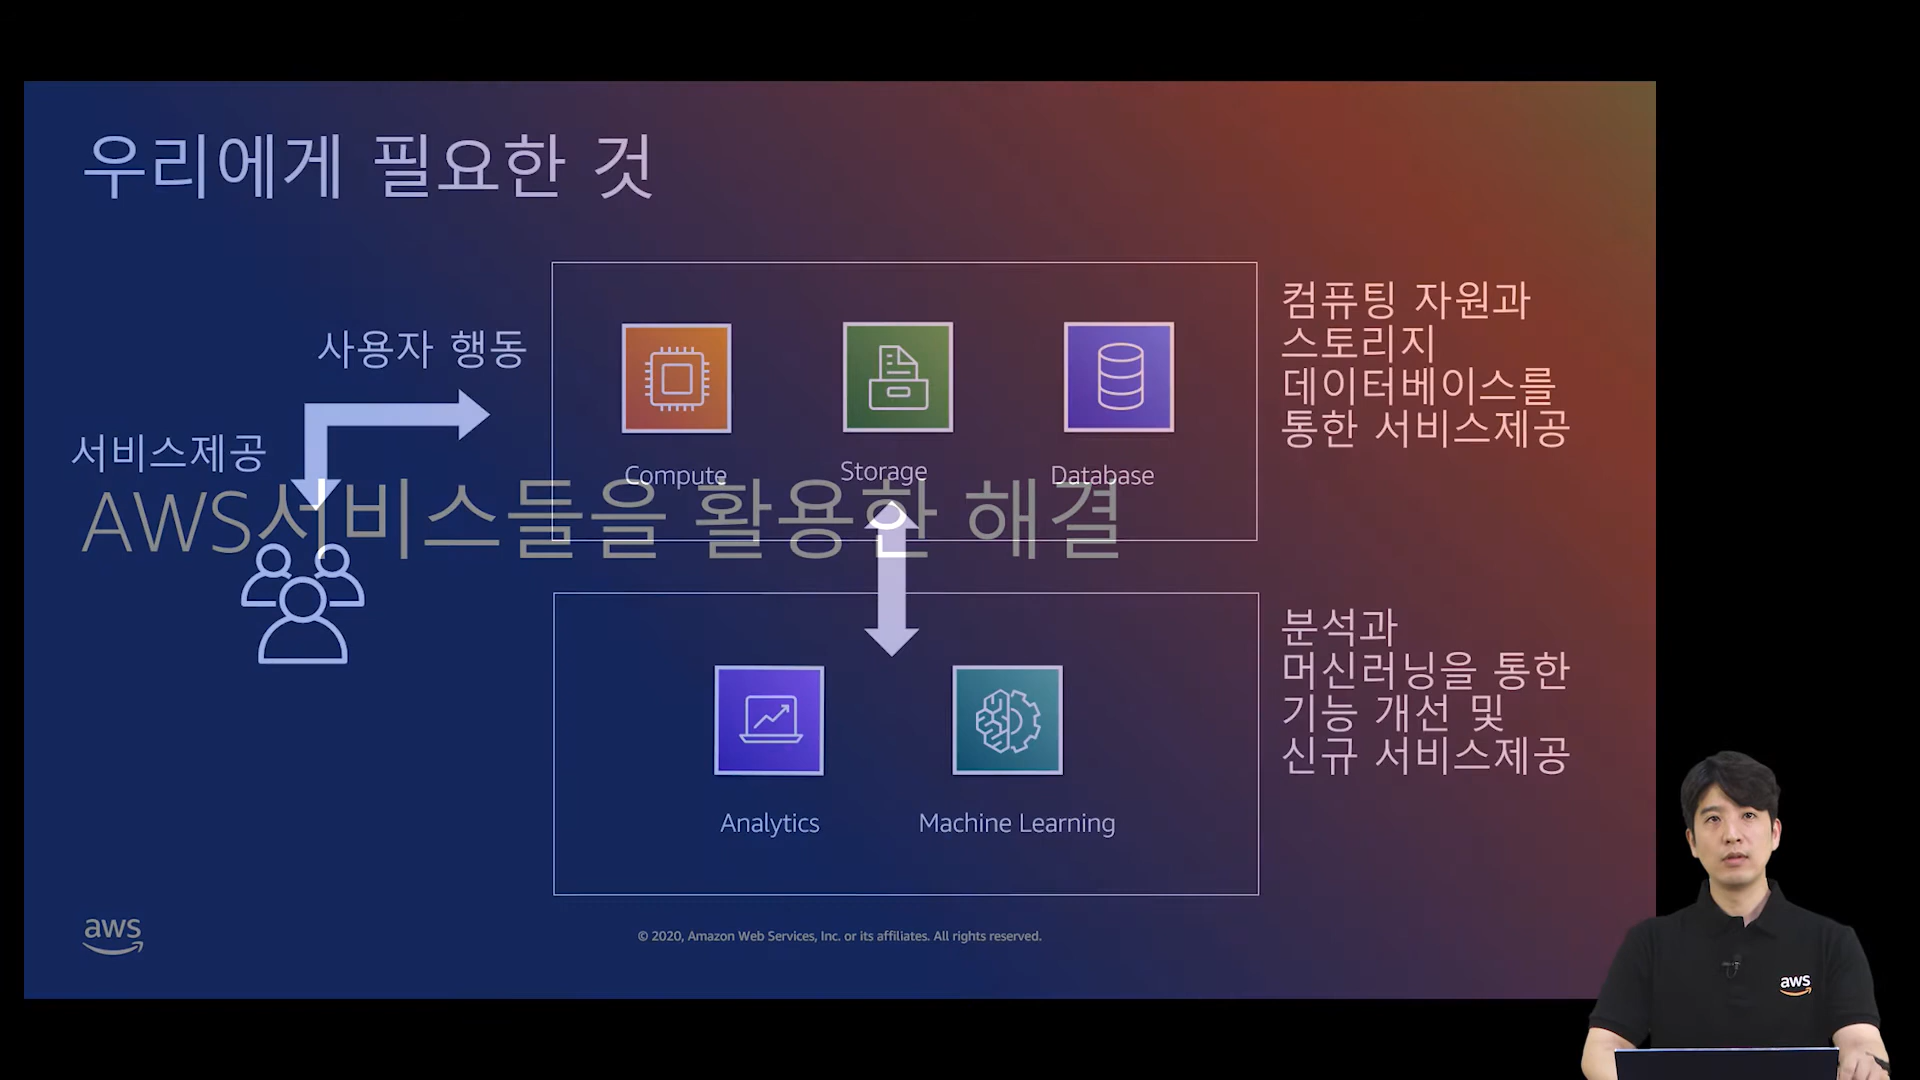 우리에게 필요한 것
사용자 행동
서비스제공
Compute
Storage
Database
컴퓨팅 자원과
스토리지
데이터베이스를
통한 서비스제공
AWS서비스들을 활용한 해결
Analytics
Machine Learning
분석과
머신러닝을 통한
기능 개선 및
신규 서비스제공
aws
© 2020, Amazon Web Services, Inc. or its affiliates. All rights reserved.
aws